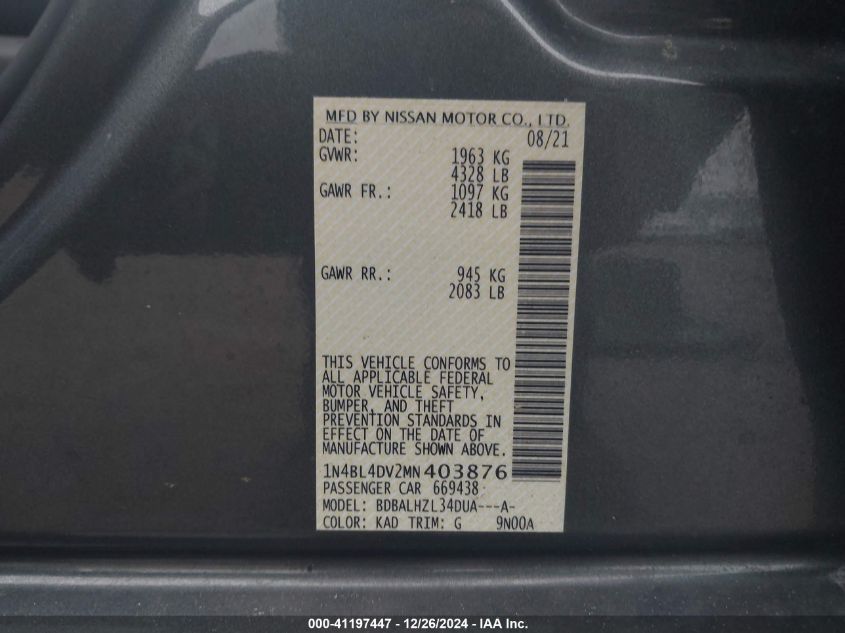 MFD BY NISSAN MOTOR CO., LTD.
DATE: 08/21
GVWR: 1963 KG
4328 LB
GAWR FR.: 1097 KG
2418 LB
GAWR RR.: 945 KG
2083 LB
THIS VEHICLE CONFORMS TO
ALL APPLICABLE FEDERAL
MOTOR VEHICLE SAFETY,
BUMPER, AND THEFT
PREVENTION STANDARDS IN
EFFECT ON THE DATE OF
MANUFACTURE SHOWN ABOVE.
1N4BL4DV2MN403876
PASSENGER CAR 669438
MODEL: BDBALHZL34DUA---A-
COLOR: KAD TRIM: G 9N00A
000-41197447 - 12/26/2024 - IAA Inc.